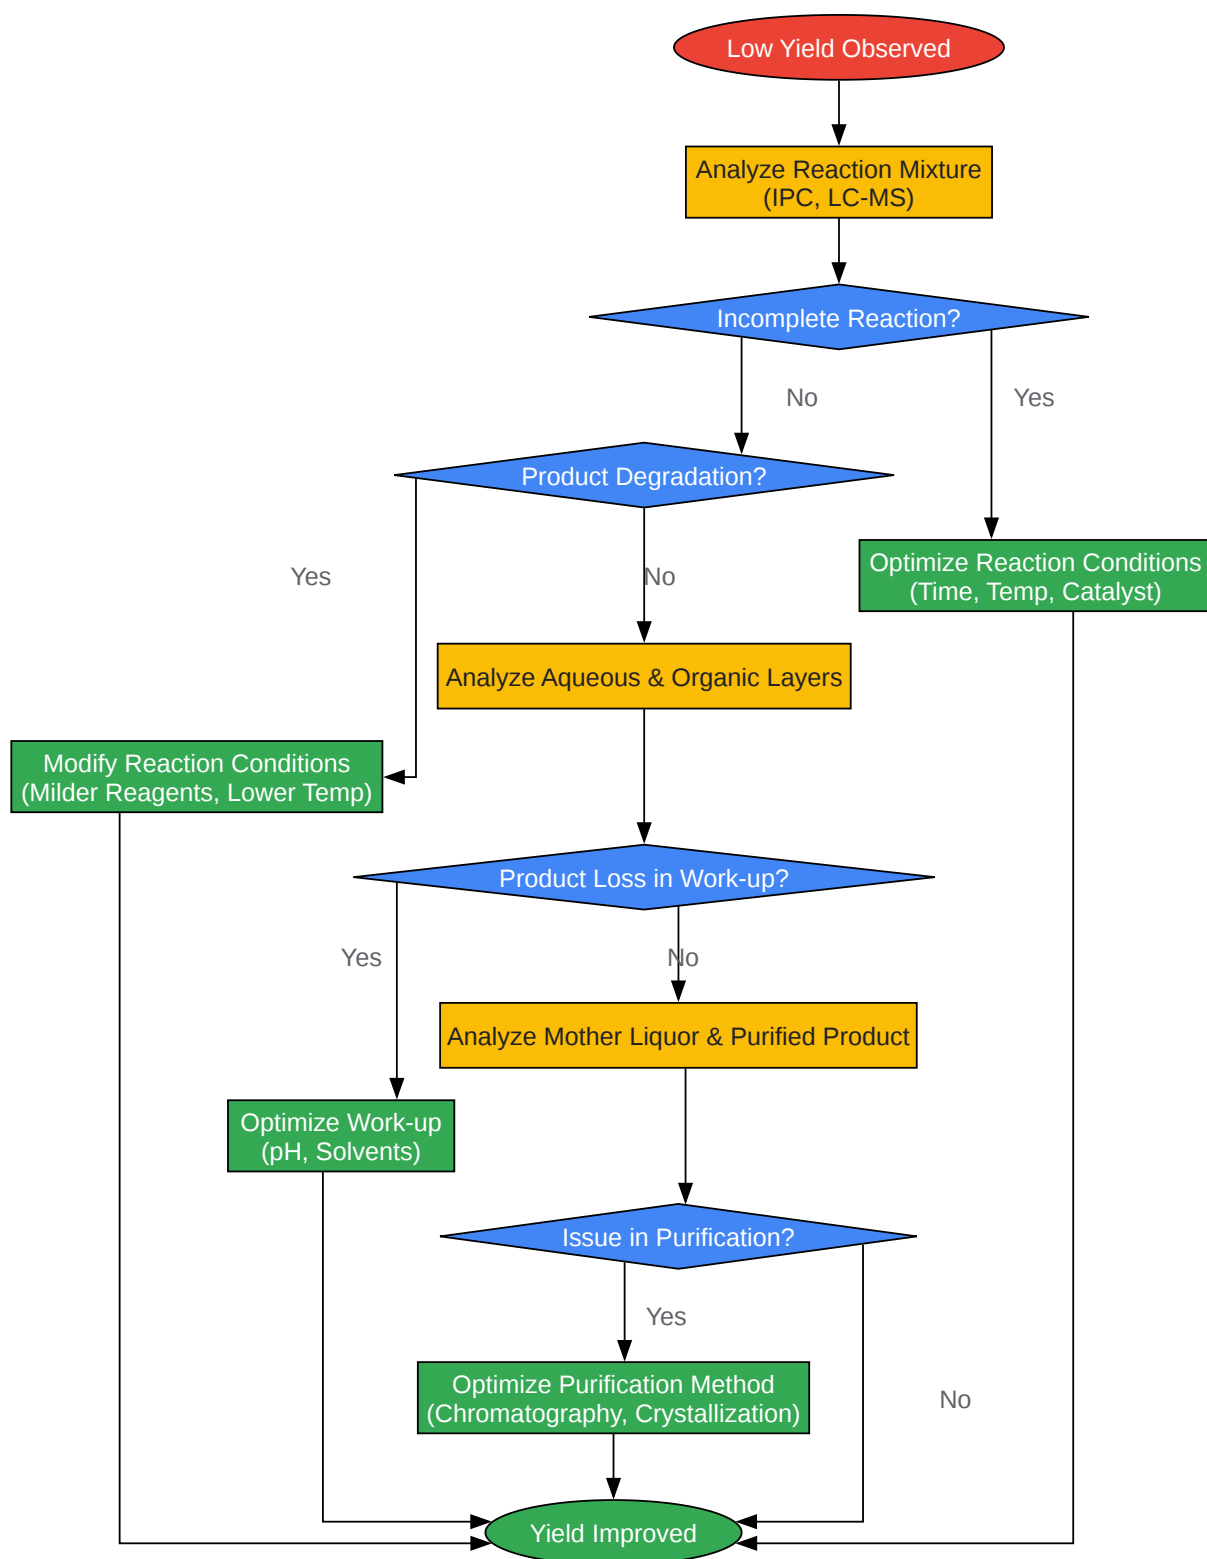 Low Yield Observed
Analyze Reaction Mixture
(IPC, LC-MS)
Incomplete Reaction?
No
Yes
Product Degradation?
Yes
No
Optimize Reaction Conditions
(Time, Temp, Catalyst)
Analyze Aqueous & Organic Layers
Modify Reaction Conditions
(Milder Reagents, Lower Temp)
Product Loss in Work-up?
Yes
No
Analyze Mother Liquor & Purified Product
Optimize Work-up
(pH, Solvents)
Issue in Purification?
Yes
Optimize Purification Method
(Chromatography, Crystallization)
No
Yield Improved